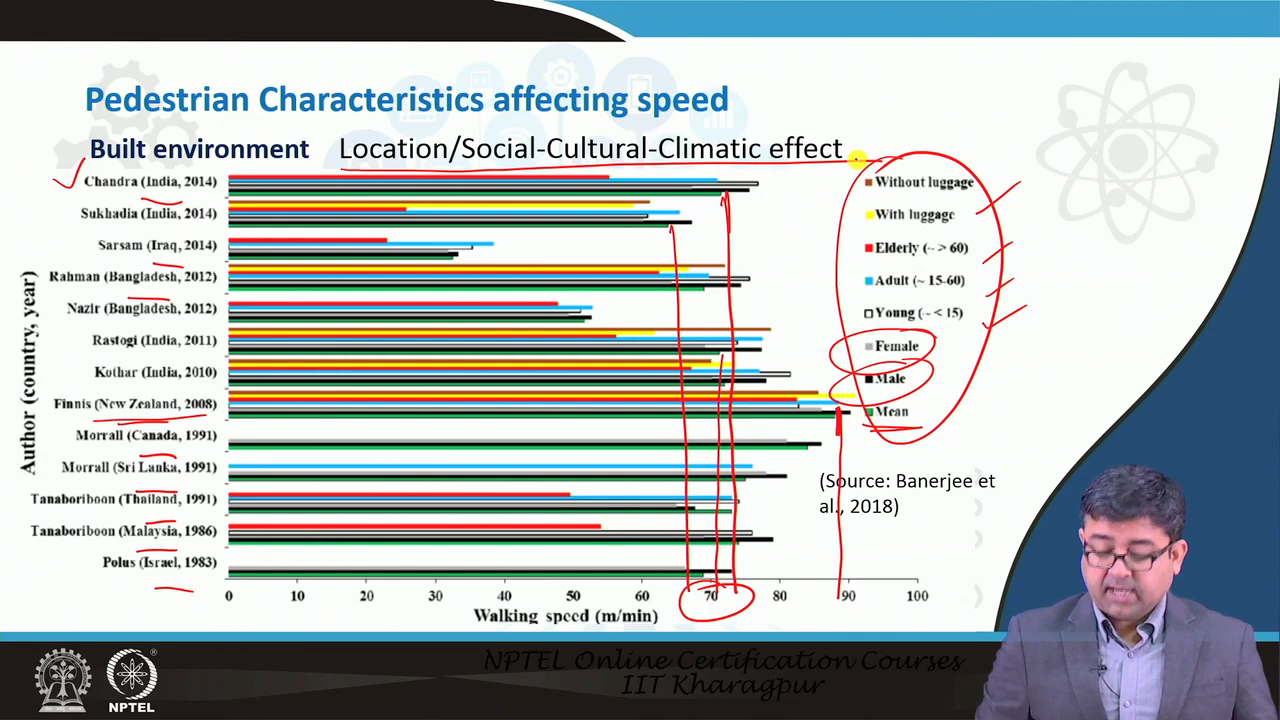 Pedestrian Characteristics affecting speed
Built environment Location/Social-Cultural-Climatic effect
Author (country, year)
Chandra (India, 2014)
Sukhadia (India, 2014)
Sarsam (Iraq, 2014)
Rahman (Bangladesh, 2012)
Nazir (Bangladesh, 2012)
Rastogi (India, 2011)
Kothar (India, 2010)
Finnis (New Zealand, 2008)
Morrall (Canada, 1991)
Morrall (Sri Lanka, 1991)
Tanaboriboon (Thailand, 1991)
Tanaboriboon (Malaysia, 1986)
Polus (Israel, 1983)
0 10 20 30 40 50 60 70 80 90 100
Walking speed (m/min)
Without luggage
With luggage
Elderly (~ > 60)
Adult (~ 15-60)
Young (~ < 15)
Female
Male
Mean
(Source: Banerjee et
al., 2018)
NPTEL Online Certification Courses
IIT Kharagpur
NPTEL